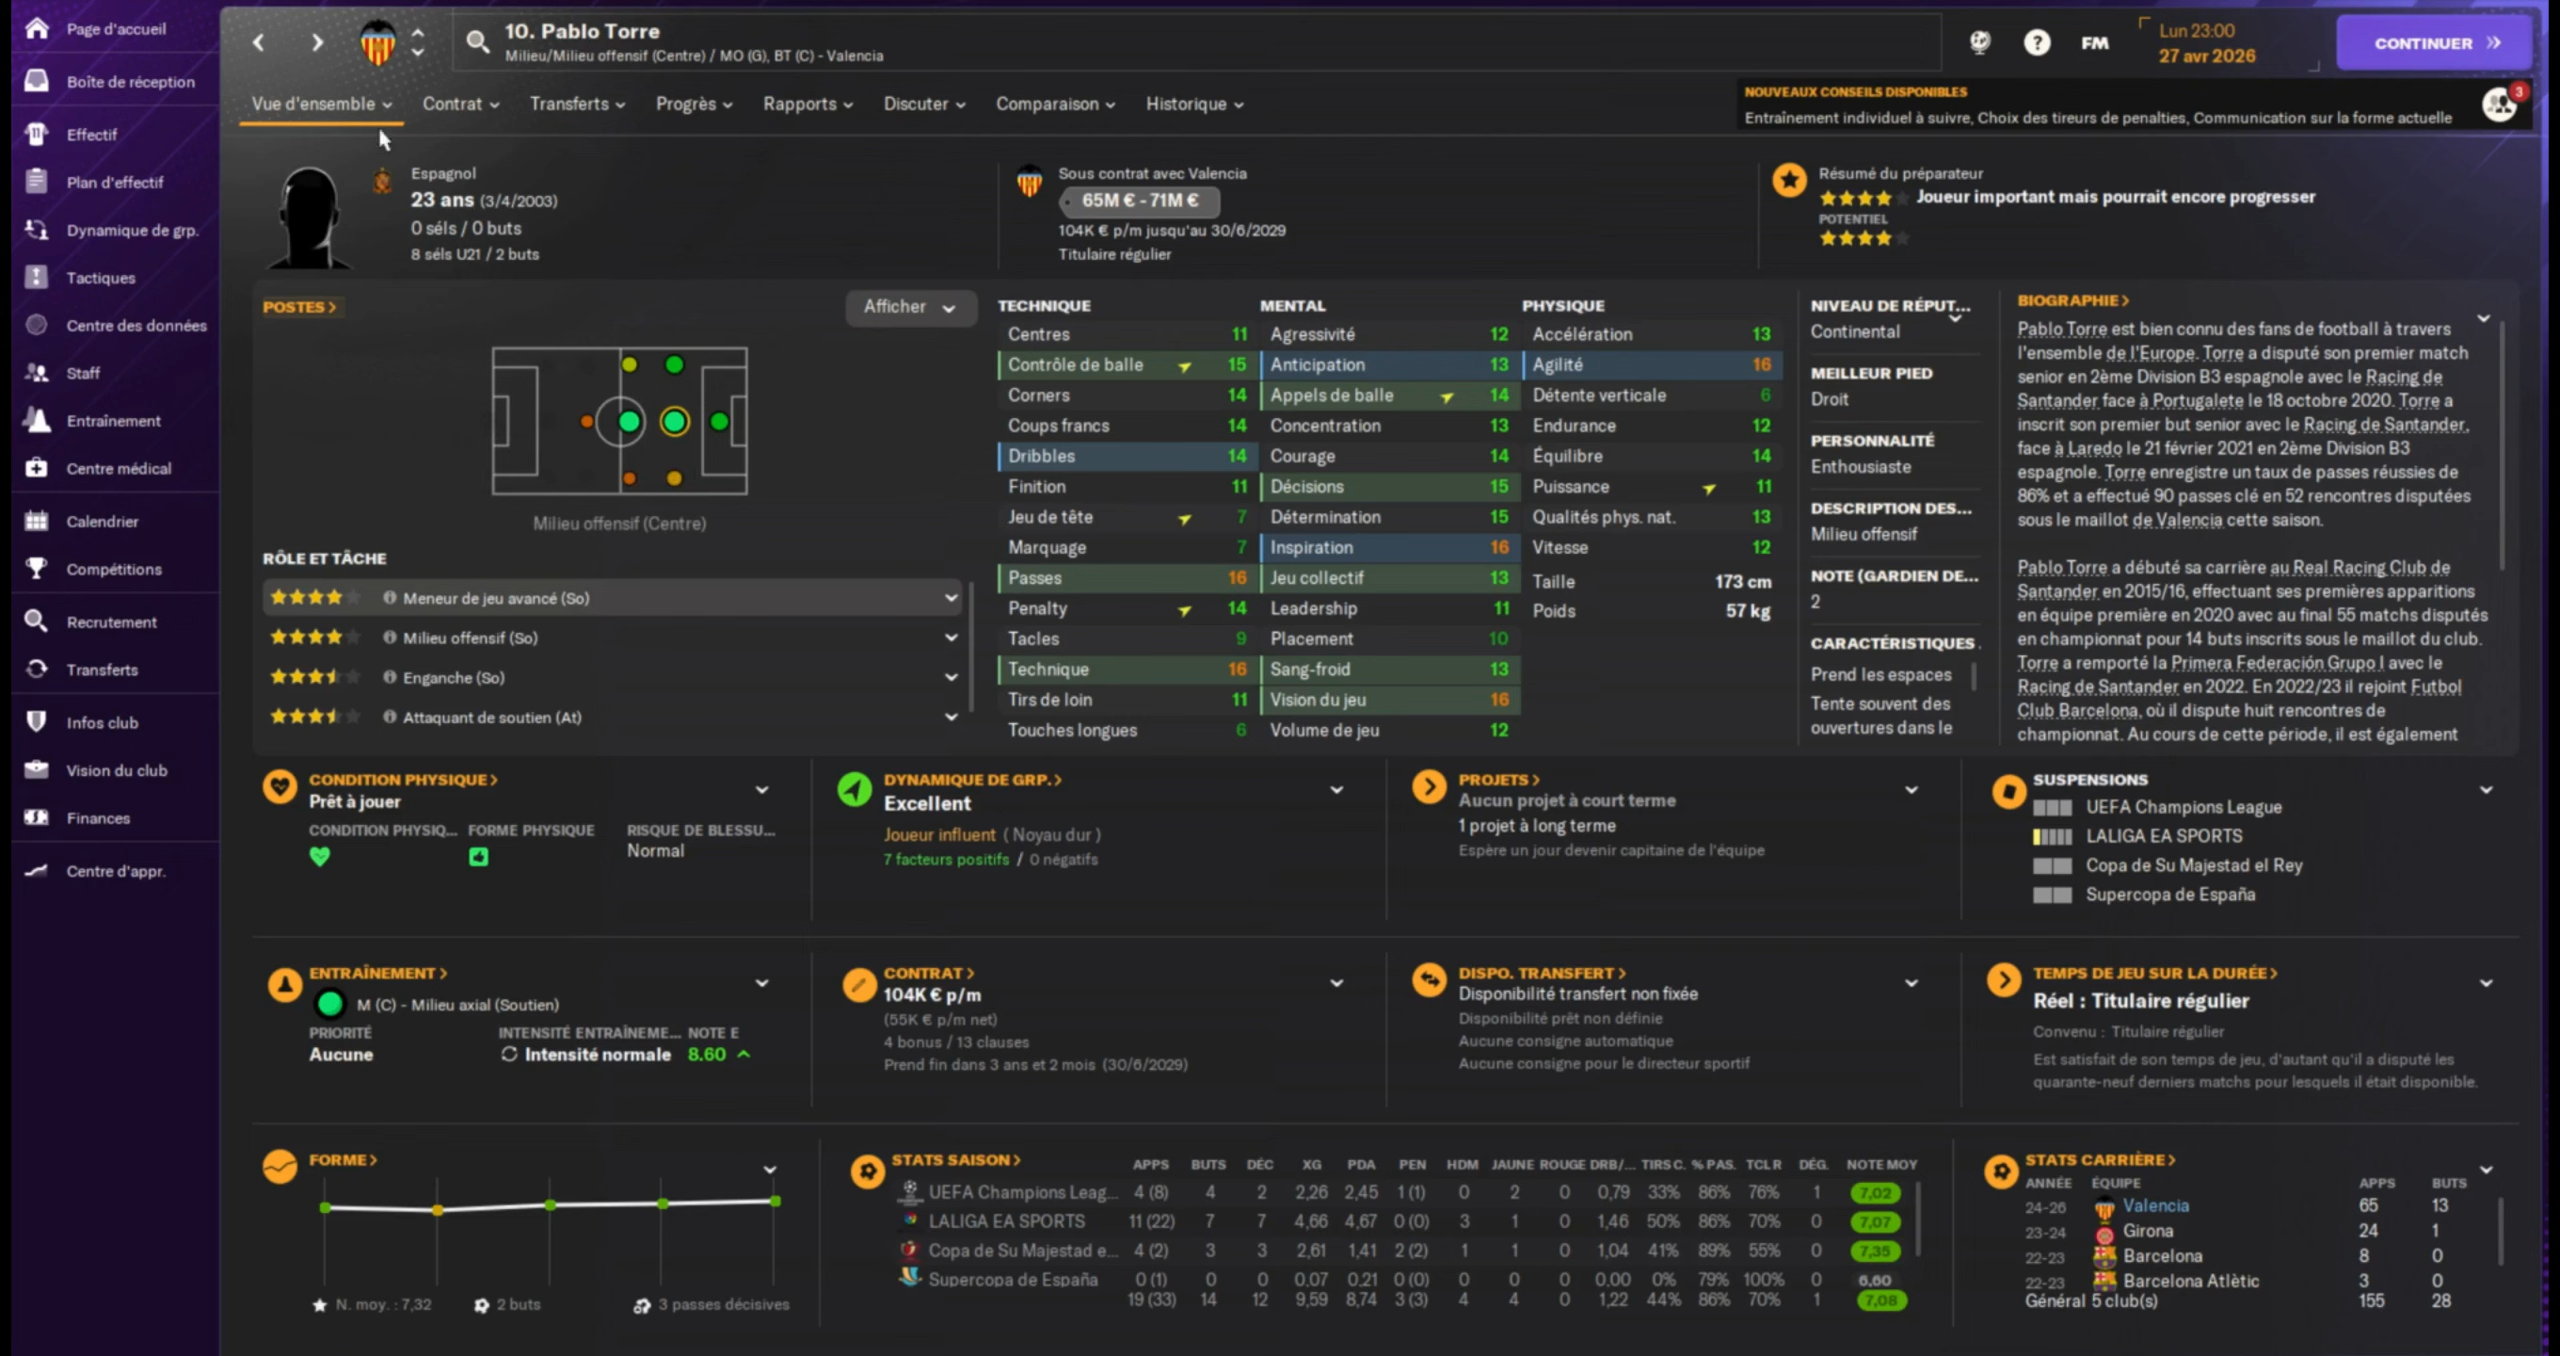 Page d'accueil
Boîte de réception
Effectif
Plan d'effectif
Dynamique de grp.
Tactiques
Centre des données
Staff
Entraînement
Centre médical
Calendrier
Compétitions
Recrutement
Transferts
Infos club
Vision du club
Finances
Centre d'appr.
10. Pablo Torre
Milieu/Milieu offensif (Centre) / MO (G), BT (C) - Valencia
FM
Lun 23:00
27 avr 2026
CONTINUER
Vue d'ensemble Contrat Transferts Progrès Rapports Discuter Comparaison Historique
NOUVEAUX CONSEILS DISPONIBLES
Entraînement individuel à suivre, Choix des tireurs de penalties, Communication sur la forme actuelle
3
Espagnol
23 ans (3/4/2003)
0 séls / 0 buts
8 séls U21 / 2 buts
Sous contrat avec Valencia
65M € - 71M €
104K € p/m jusqu'au 30/6/2029
Titulaire régulier
Résumé du préparateur
Joueur important mais pourrait encore progresser
POTENTIEL
POSTES >
Afficher
Milieu offensif (Centre)
RÔLE ET TÂCHE
Meneur de jeu avancé (So)
Milieu offensif (So)
Enganche (So)
Attaquant de soutien (At)
TECHNIQUE
Centres 11
Contrôle de balle 15
Corners 14
Coups francs 14
Dribbles 14
Finition 11
Jeu de tête 7
Marquage 7
Passes 16
Penalty 14
Tacles 9
Technique 16
Tirs de loin 11
Touches longues 6
MENTAL
Agressivité 12
Anticipation 13
Appels de balle 14
Concentration 13
Courage 14
Décisions 15
Détermination 15
Inspiration 16
Jeu collectif 13
Leadership 11
Placement 10
Sang-froid 13
Vision du jeu 16
Volume de jeu 12
PHYSIQUE
Accélération 13
Agilité 16
Détente verticale 6
Endurance 12
Équilibre 14
Puissance 11
Qualités phys. nat. 13
Vitesse 12
Taille 173 cm
Poids 57 kg
NIVEAU DE RÉPUT...
Continental
MEILLEUR PIED
Droit
PERSONNALITÉ
Enthousiaste
DESCRIPTION DES...
Milieu offensif
NOTE (GARDIEN DE...
2
CARACTÉRISTIQUES
Prend les espaces
Tente souvent des
ouvertures dans le
BIOGRAPHIE >
Pablo Torre est bien connu des fans de football à travers
l'ensemble de l'Europe. Torre a disputé son premier match
senior en 2ème Division B3 espagnole avec le Racing de
Santander face à Portugalete le 18 octobre 2020. Torre a
inscrit son premier but senior avec le Racing de Santander,
face à Laredo le 21 février 2021 en 2ème Division B3
espagnole. Torre enregistre un taux de passes réussies de
86% et a effectué 90 passes clé en 52 rencontres disputées
sous le maillot de Valencia cette saison.
Pablo Torre a débuté sa carrière au Real Racing Club de
Santander en 2015/16, effectuant ses premières apparitions
en équipe première en 2020 avec au final 55 matchs disputés
en championnat pour 14 buts inscrits sous le maillot du club.
Torre a remporté la Primera Federación Grupo I avec le
Racing de Santander en 2022. En 2022/23 il rejoint Futbol
Club Barcelona, où il dispute huit rencontres de
championnat. Au cours de cette période, il est également
CONDITION PHYSIQUE >
Prêt à jouer
CONDITION PHYSIQ... FORME PHYSIQUE RISQUE DE BLESSU...
Normal
DYNAMIQUE DE GRP. >
Excellent
Joueur influent ( Noyau dur )
7 facteurs positifs / 0 négatifs
PROJETS >
Aucun projet à court terme
1 projet à long terme
Espère un jour devenir capitaine de l'équipe
SUSPENSIONS
UEFA Champions League
LALIGA EA SPORTS
Copa de Su Majestad el Rey
Supercopa de España
ENTRAÎNEMENT >
M (C) - Milieu axial (Soutien)
PRIORITÉ INTENSITÉ ENTRAÎNEME... NOTE E
Aucune Intensité normale 8.60
CONTRAT >
104K € p/m
(55K € p/m net)
4 bonus / 13 clauses
Prend fin dans 3 ans et 2 mois (30/6/2029)
DISPO. TRANSFERT >
Disponibilité transfert non fixée
Disponibilité prêt non définie
Aucune consigne automatique
Aucune consigne pour le directeur sportif
TEMPS DE JEU SUR LA DURÉE >
Réel : Titulaire régulier
Convenu : Titulaire régulier
Est satisfait de son temps de jeu, d'autant qu'il a disputé les
quarante-neuf derniers matchs pour lesquels il était disponible.
FORME >
N. moy. : 7,32 2 buts 3 passes décisives
STATS SAISON > APPS BUTS DÉC XG PDA PEN HDM JAUNE ROUGE DRB/... TIRS C. % PAS. TCL R DÉG. NOTE MOY
UEFA Champions Leag... 4 (8) 4 2 2,26 2,45 1 (1) 0 2 0 0,79 33% 86% 76% 1 7,02
LALIGA EA SPORTS 11 (22) 7 7 4,66 4,67 0 (0) 3 1 0 1,46 50% 86% 70% 0 7,07
Copa de Su Majestad e... 4 (2) 3 3 2,61 1,41 2 (2) 1 1 0 1,04 41% 89% 55% 0 7,35
Supercopa de España 0 (1) 0 0 0,07 0,21 0 (0) 0 0 0 0,00 0% 79% 100% 0 6,60
19 (33) 14 12 9,59 8,74 3 (3) 4 4 0 1,22 44% 86% 70% 1 7,08
STATS CARRIÈRE >
ANNÉE ÉQUIPE APPS BUTS
24-26 Valencia 65 13
23-24 Girona 24 1
22-23 Barcelona 8 0
22-23 Barcelona Atlètic 3 0
Général 5 club(s) 155 28